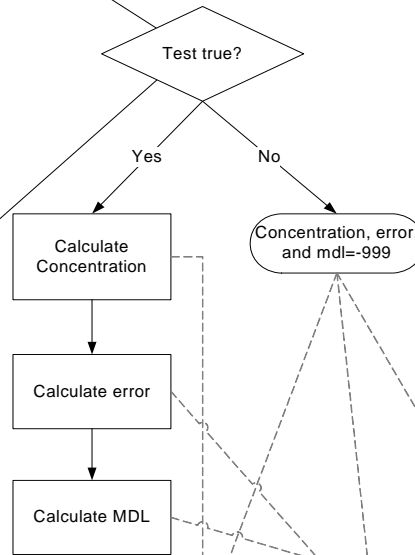 Test true?
Yes
No
Calculate
Concentration
Concentration, error
and mdl=-999
Calculate error
Calculate MDL